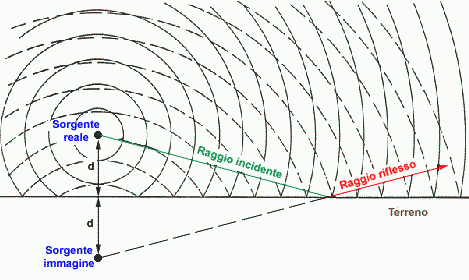 Sorgente
reale
Raggio incidente
Raggio riflesso
d
Terreno
d
Sorgente
immagine